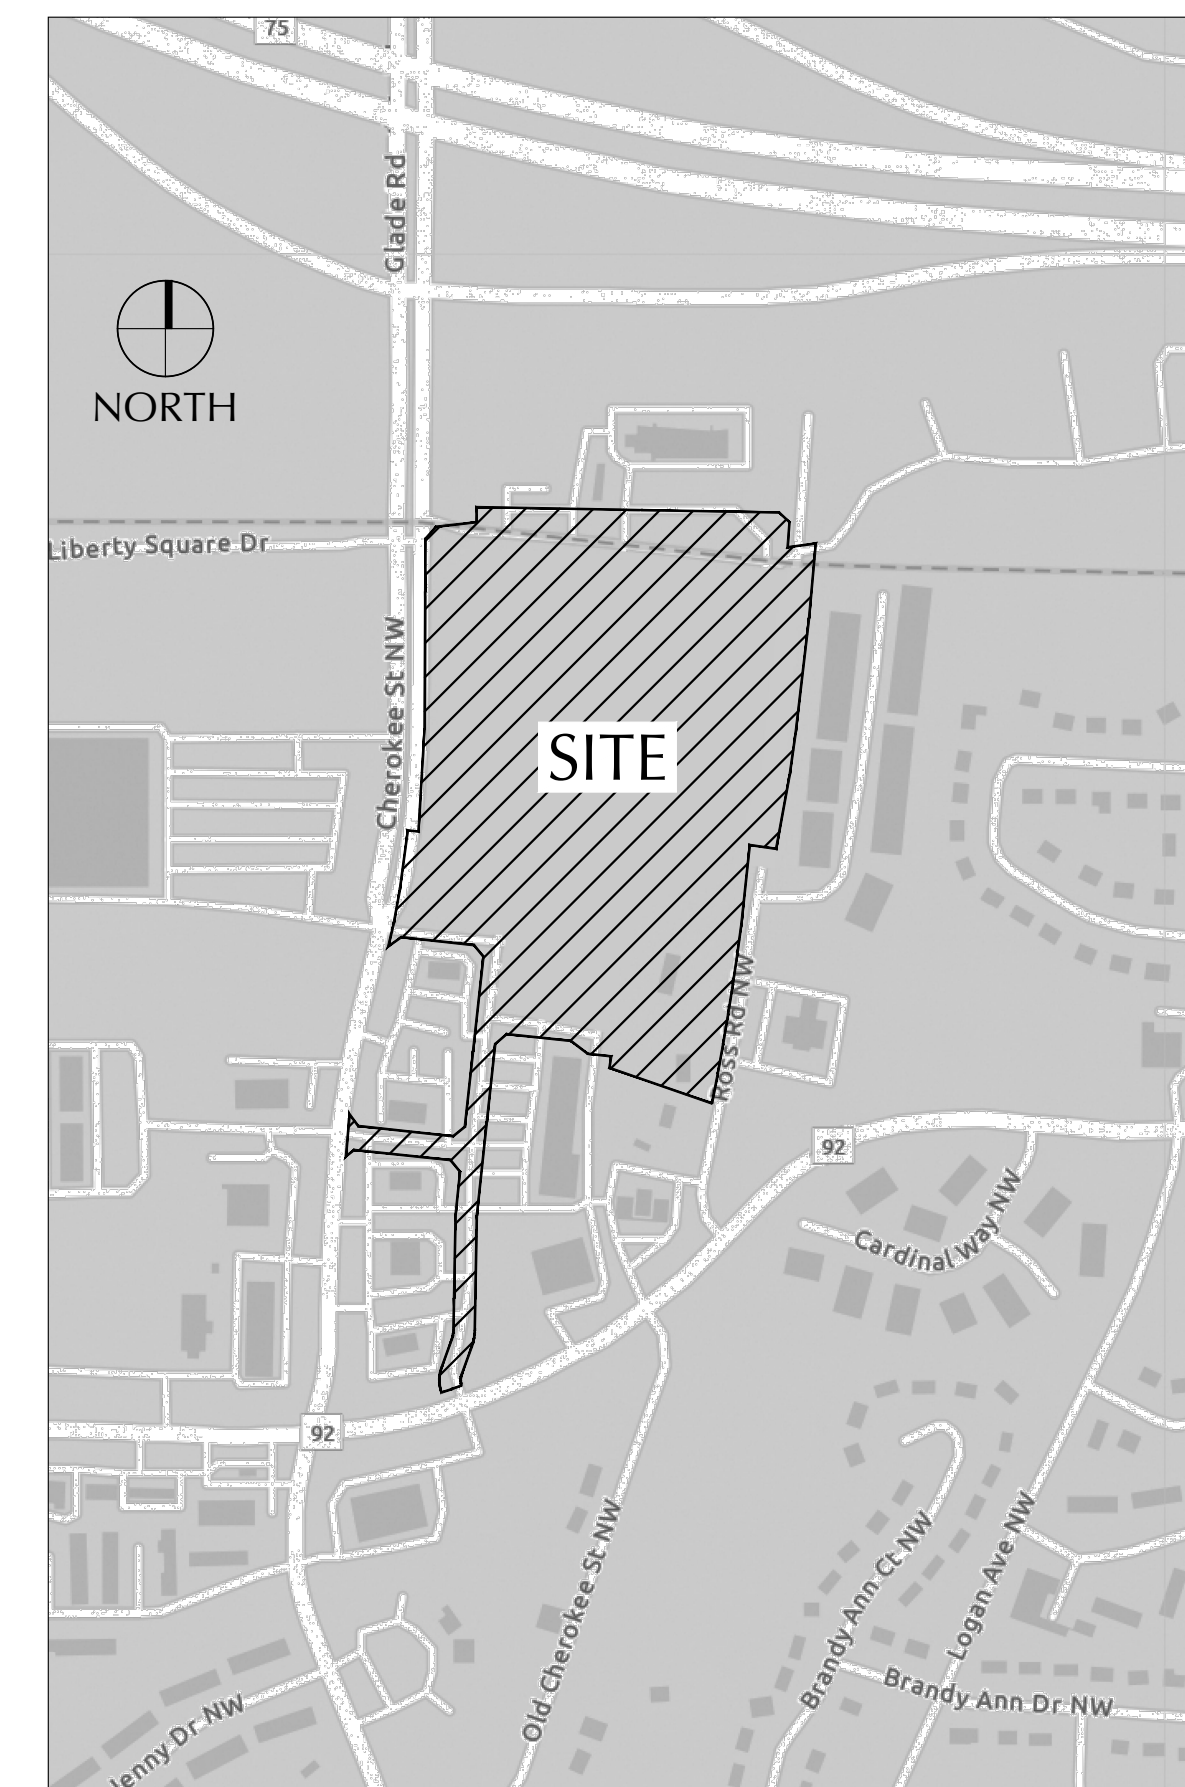 75
Glade Rd
NORTH
Liberty Square Dr
Cherokee St NW
SITE
Ross Rd NW
92
Cardinal Way NW
92
Old Cherokee St NW
Brandy Ann Ct NW
Logan Ave NW
Brandy Ann Dr NW
Jenny Dr NW